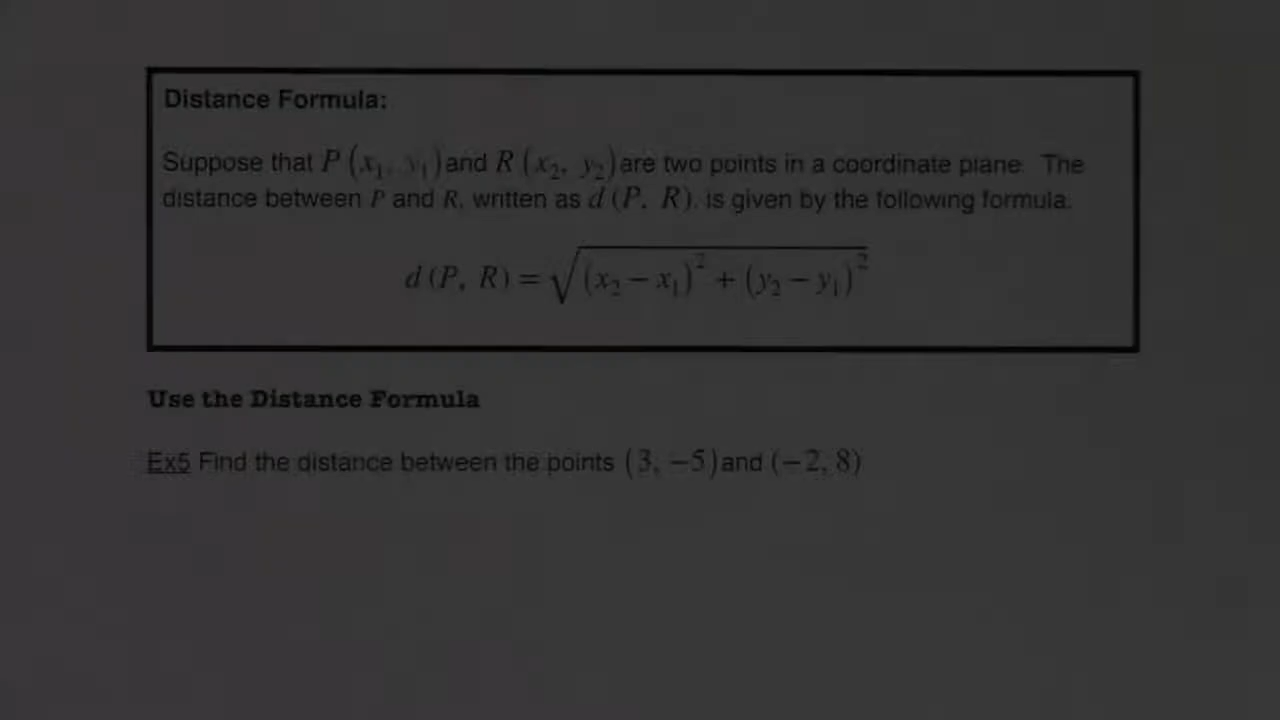 Distance Formula:
Suppose that P (x₁, y₁) and R (x₂, y₂) are two points in a coordinate plane. The
distance between P and R, written as d (P, R), is given by the following formula:
d (P, R) = √((x₂ − x₁)² + (y₂ − y₁)²)
Use the Distance Formula
Ex5 Find the distance between the points (3, −5) and (−2, 8)